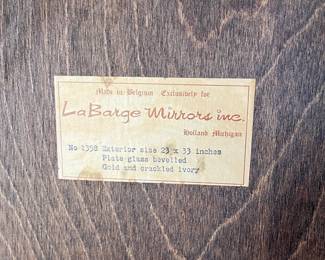 Made in Belgium Exclusively for
LaBarge Mirrors inc.
Holland Michigan
No 1358 Exterior size 23 x 33 inches
Plate glass bevelled
Gold and crackled ivory